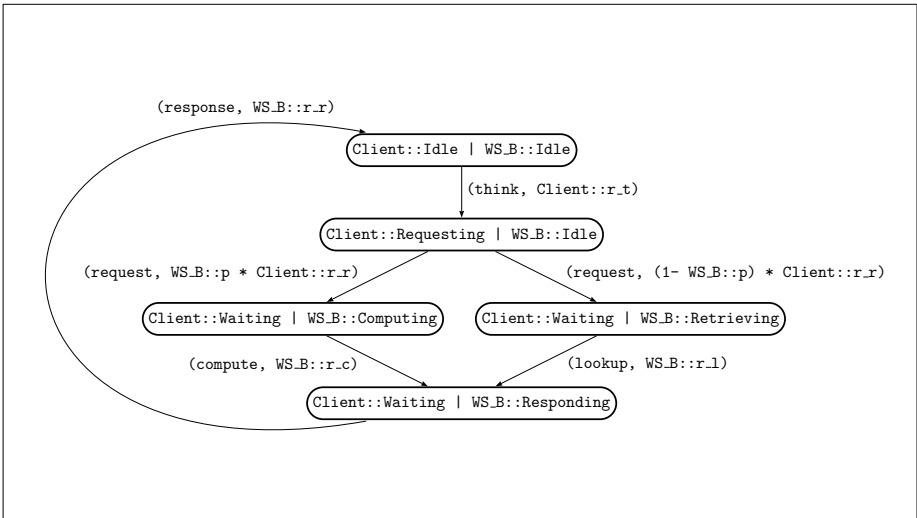 (response, WS_B::r_r)
Client::Idle | WS_B::Idle
(think, Client::r_t)
Client::Requesting | WS_B::Idle
(request, WS_B::p * Client::r_r)
(request, (1- WS_B::p) * Client::r_r)
Client::Waiting | WS_B::Computing
Client::Waiting | WS_B::Retrieving
(compute, WS_B::r_c)
(lookup, WS_B::r_l)
Client::Waiting | WS_B::Responding